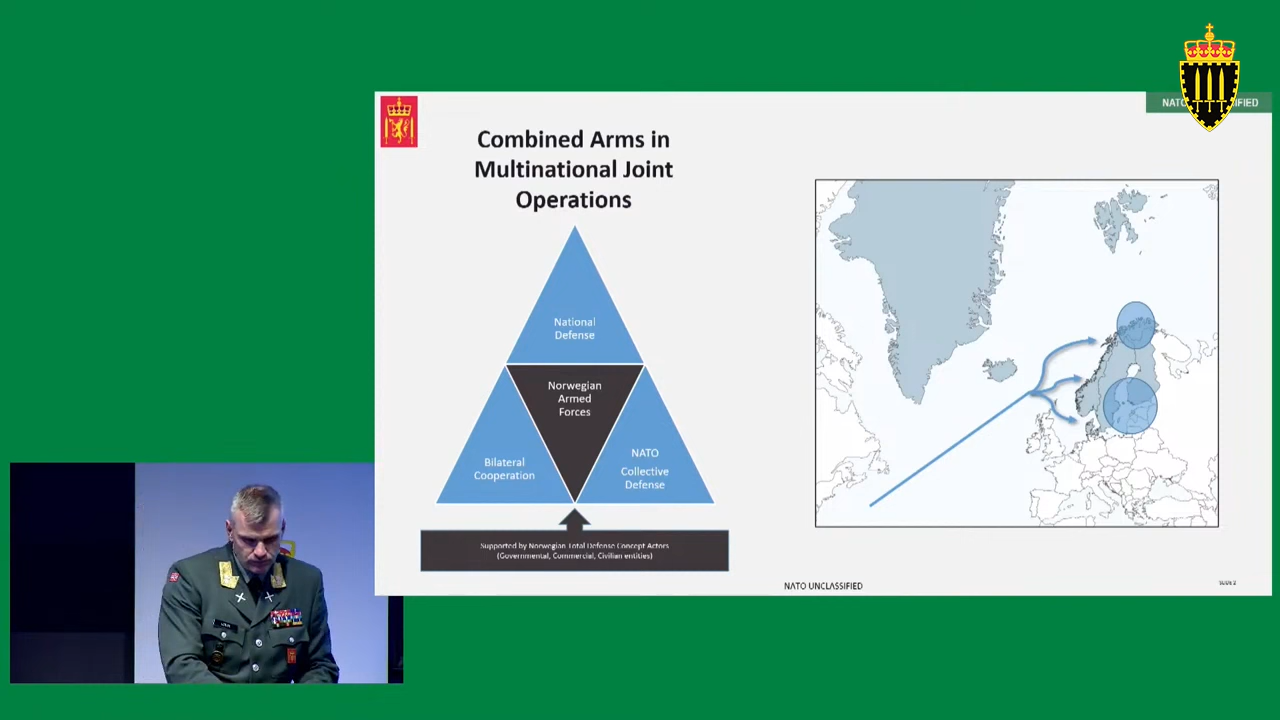 Combined Arms in
Multinational Joint
Operations
National
Defense
Norwegian
Armed
Forces
Bilateral
Cooperation
NATO
Collective
Defense
Supported by Norwegian Total Defense Concept Actors
(Governmental, Commercial, Civilian entities)
NATO UNCLASSIFIED